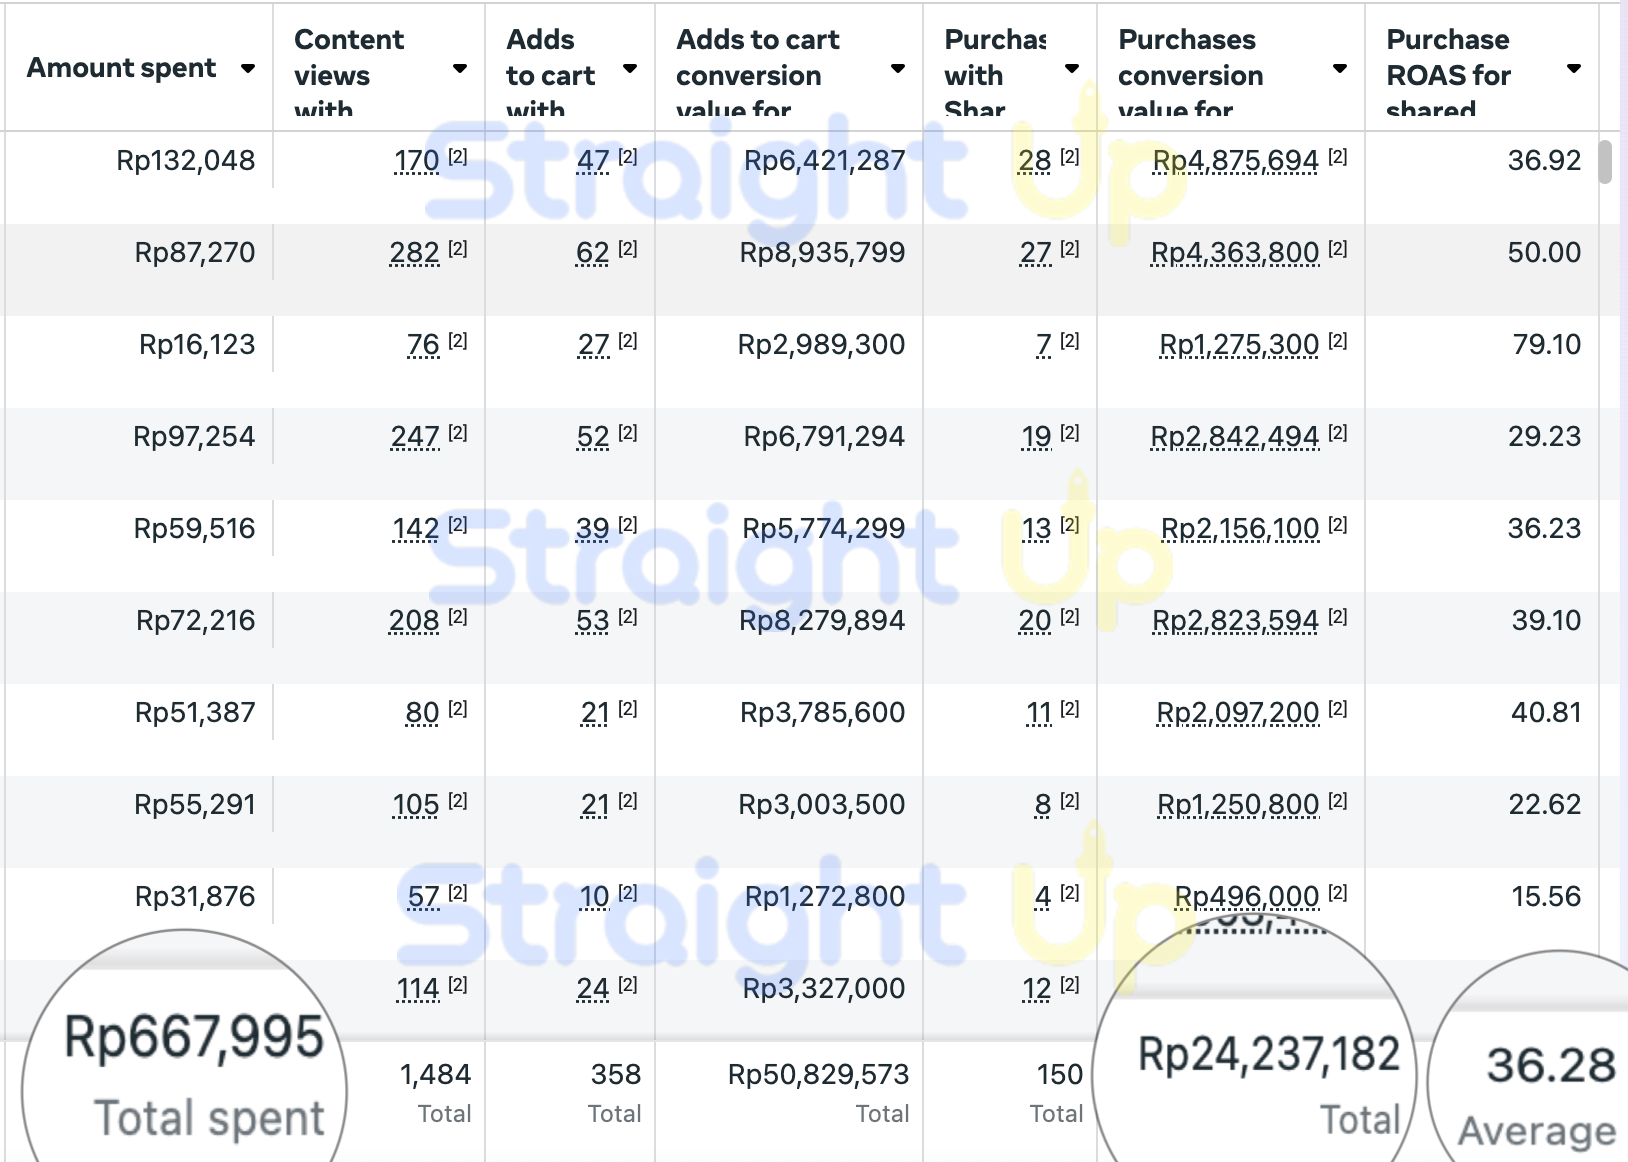 Amount spent
Content views with
Adds to cart with
Adds to cart conversion value for
Purchas with Shar
Purchases conversion value for
Purchase ROAS for shared
Rp132,048 170 [2] 47 [2] Rp6,421,287 28 [2] Rp4,875,694 [2] 36.92
Rp87,270 282 [2] 62 [2] Rp8,935,799 27 [2] Rp4,363,800 [2] 50.00
Rp16,123 76 [2] 27 [2] Rp2,989,300 7 [2] Rp1,275,300 [2] 79.10
Rp97,254 247 [2] 52 [2] Rp6,791,294 19 [2] Rp2,842,494 [2] 29.23
Rp59,516 142 [2] 39 [2] Rp5,774,299 13 [2] Rp2,156,100 [2] 36.23
Rp72,216 208 [2] 53 [2] Rp8,279,894 20 [2] Rp2,823,594 [2] 39.10
Rp51,387 80 [2] 21 [2] Rp3,785,600 11 [2] Rp2,097,200 [2] 40.81
Rp55,291 105 [2] 21 [2] Rp3,003,500 8 [2] Rp1,250,800 [2] 22.62
Rp31,876 57 [2] 10 [2] Rp1,272,800 4 [2] Rp496,000 [2] 15.56
114 [2] 24 [2] Rp3,327,000 12 [2]
Rp667,995 1,484 358 Rp50,829,573 150 Rp24,237,182 36.28
Total spent Total Total Total Total Total Average
Straight Up
Straight Up
Straight Up